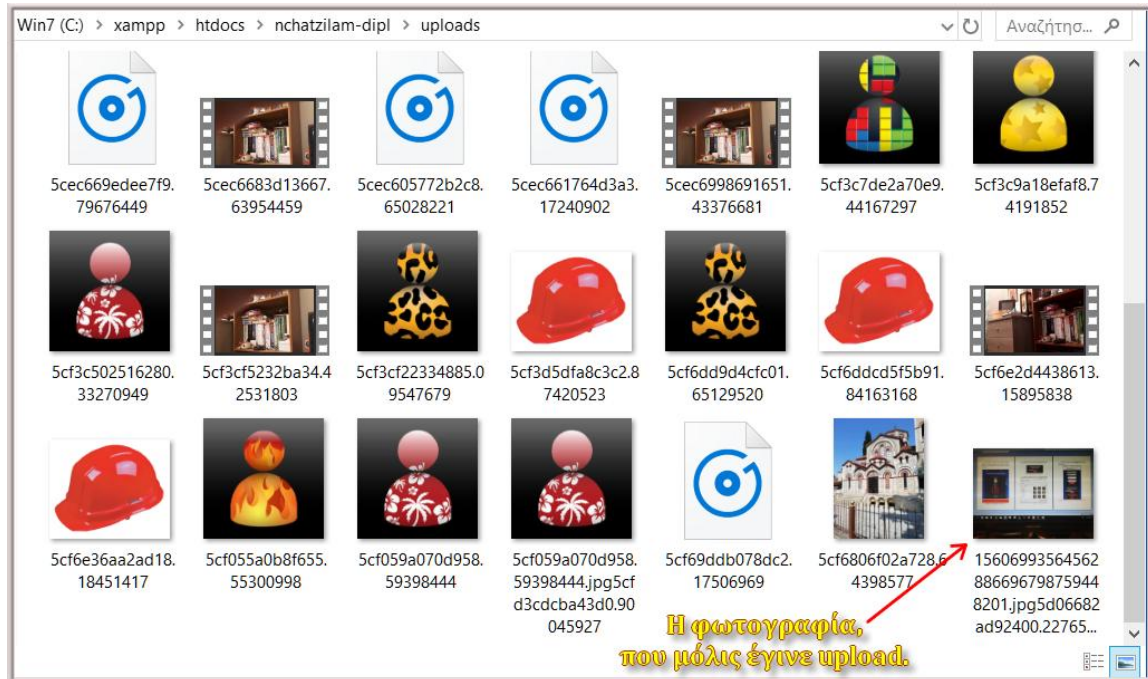 Win7 (C:) > xampp > htdocs > nchatzilam-dipl > uploads
Αναζήτησ...
5cec669edee7f9.
79676449
5cec6683d13667.
63954459
5cec605772b2c8.
65028221
5cec661764d3a3.
17240902
5cec6998691651.
43376681
5cf3c7de2a70e9.
44167297
5cf3c9a18efaf8.7
4191852
5cf3c502516280.
33270949
5cf3cf5232ba34.4
2531803
5cf3cf22334885.0
9547679
5cf3d5dfa8c3c2.8
7420523
5cf6dd9d4cfc01.
65129520
5cf6ddcd5f5b91.
84163168
5cf6e2d4438613.
15895838
5cf6e36aa2ad18.
18451417
5cf055a0b8f655.
55300998
5cf059a070d958.
59398444
5cf059a070d958.
59398444.jpg5cf
d3cdcba43d0.90
045927
5cf69ddb078dc2.
17506969
5cf6806f02a728.6
4398577
15606993564562
88669679875944
8201.jpg5d06682
ad92400.22765...
Η φωτογραφία,
που μόλις έγινε upload.